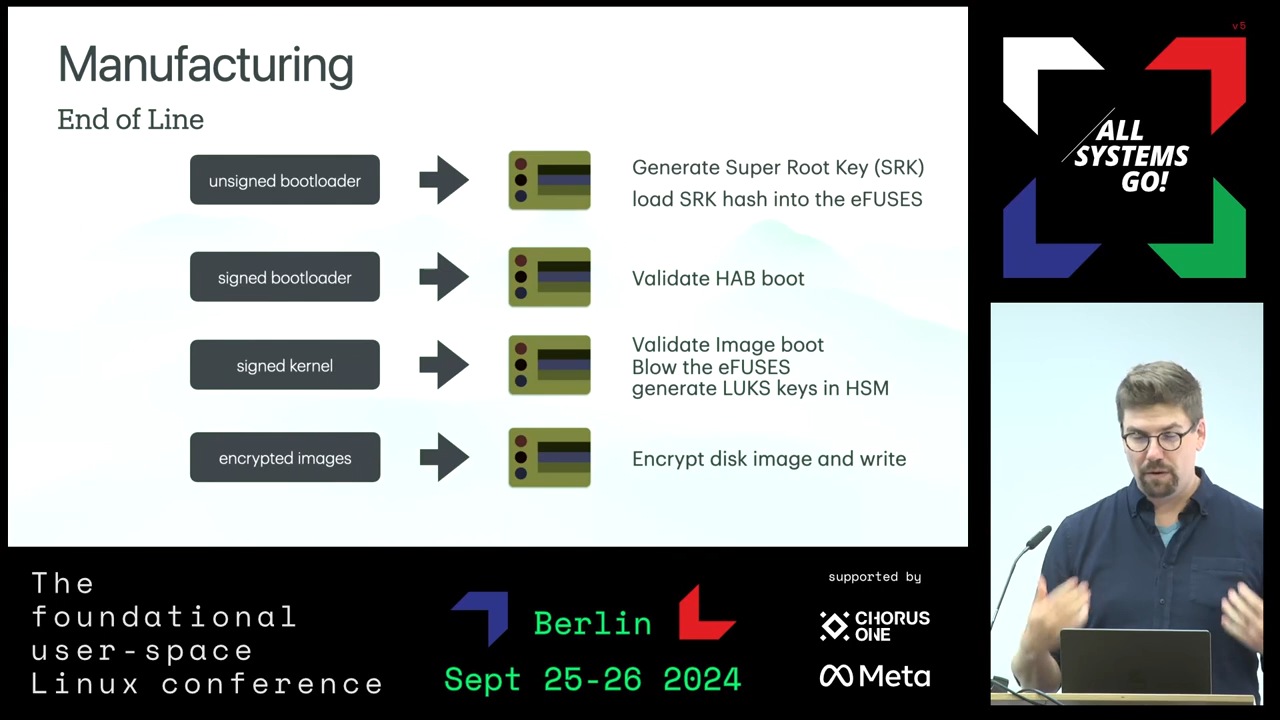 Manufacturing
End of Line
unsigned bootloader
Generate Super Root Key (SRK)
load SRK hash into the eFUSES
signed bootloader
Validate HAB boot
signed kernel
Validate Image boot
Blow the eFUSES
generate LUKS keys in HSM
encrypted images
Encrypt disk image and write
v5
ALL
SYSTEMS
GO!
The
foundational
user-space
Linux conference
Berlin
Sept 25-26 2024
supported by
CHORUS
ONE
Meta